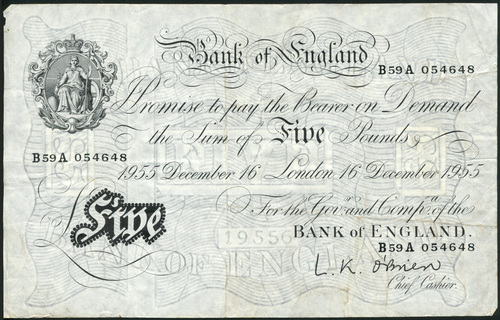 Bank of England
B59A 054648
I Promise to pay the Bearer on Demand
the Sum of Five Pounds
B59A 054648
1955 December 16 London 16 December 1955
For the Govr. and Compa. of the
£Five
BANK of ENGLAND.
B59A 054648
L. K. O'Brien
Chief Cashier.